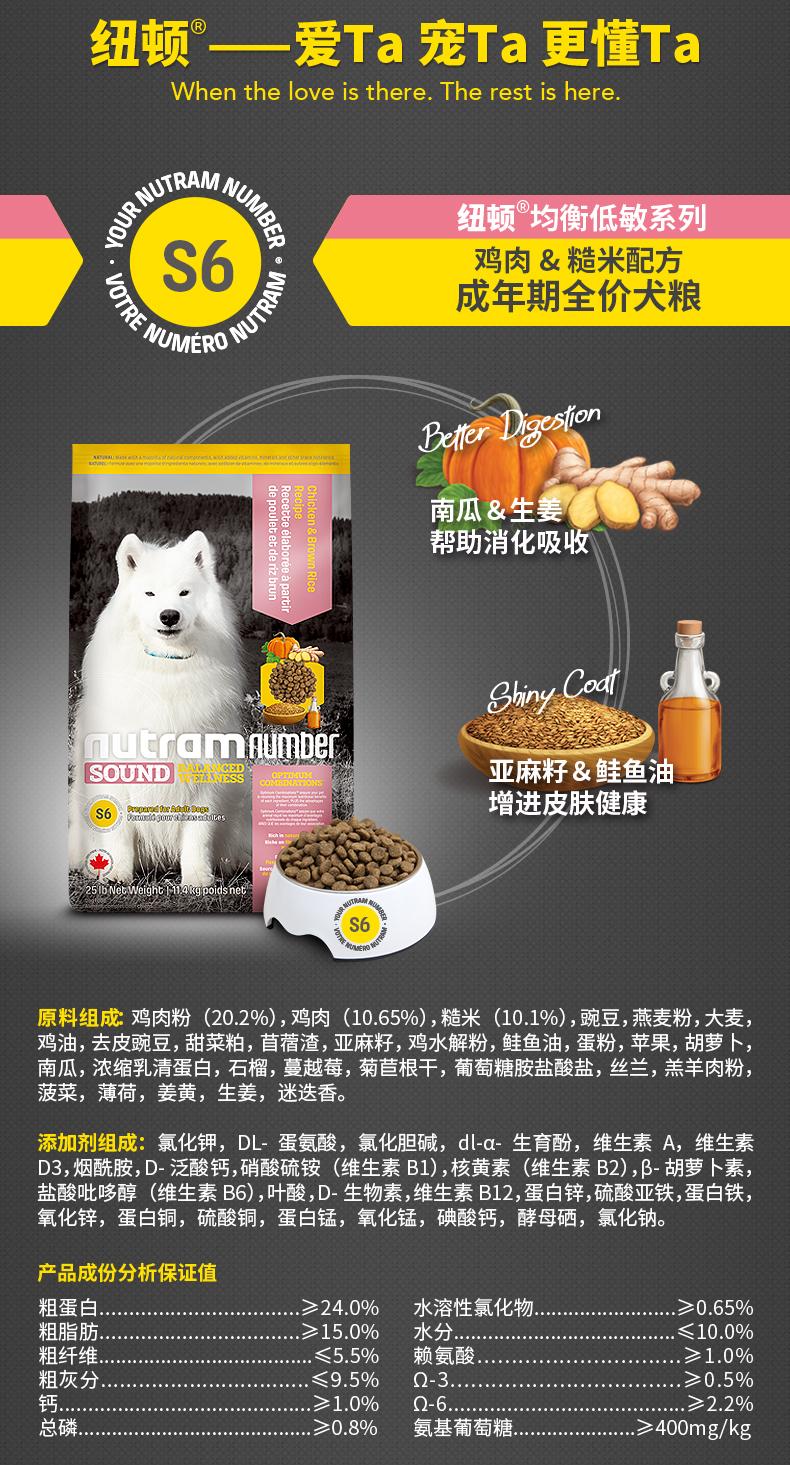 纽顿®——爱Ta 宠Ta 更懂Ta
When the love is there. The rest is here.
· YOUR NUTRAM NUMBER ®
S6
VOTRE NUMÉRO NUTRAM
纽顿®均衡低敏系列
鸡肉 & 糙米配方
成年期全价犬粮
Better Digestion
南瓜 & 生姜
帮助消化吸收
Chicken & Brown Rice
Recipe
Recette élaborée à partir
de poulet et de riz brun
Shiny Coat
亚麻籽 & 鲑鱼油
增进皮肤健康
nutram number
SOUND BALANCED
WELLNESS
OPTIMUM
COMBINATIONS
S6
Prepared for Adult Dogs
Formulé pour chiens adultes
25 lb Net Weight | 11.4 kg poids net
YOUR NUTRAM NUMBER
S6
VOTRE NUMÉRO NUTRAM
原料组成: 鸡肉粉（20.2%），鸡肉（10.65%），糙米（10.1%），豌豆，燕麦粉，大麦，
鸡油，去皮豌豆，甜菜粕，苜蓿渣，亚麻籽，鸡水解粉，鲑鱼油，蛋粉，苹果，胡萝卜，
南瓜，浓缩乳清蛋白，石榴，蔓越莓，菊苣根干，葡萄糖胺盐酸盐，丝兰，羔羊肉粉，
菠菜，薄荷，姜黄，生姜，迷迭香。
添加剂组成：氯化钾，DL- 蛋氨酸，氯化胆碱，dl-α- 生育酚，维生素 A，维生素
D3，烟酰胺，D- 泛酸钙，硝酸硫铵（维生素 B1），核黄素（维生素 B2），β- 胡萝卜素，
盐酸吡哆醇（维生素 B6），叶酸，D- 生物素，维生素 B12，蛋白锌，硫酸亚铁，蛋白铁，
氧化锌，蛋白铜，硫酸铜，蛋白锰，氧化锰，碘酸钙，酵母硒，氯化钠。
产品成份分析保证值
粗蛋白..................................≥24.0%
粗脂肪..................................≥15.0%
粗纤维.....................................≤5.5%
粗灰分....................................≤9.5%
钙...........................................≥1.0%
总磷........................................≥0.8%
水溶性氯化物........................≥0.65%
水分......................................≤10.0%
赖氨酸...................................≥1.0%
Ω-3........................................≥0.5%
Ω-6.........................................≥2.2%
氨基葡萄糖.....................≥400mg/kg